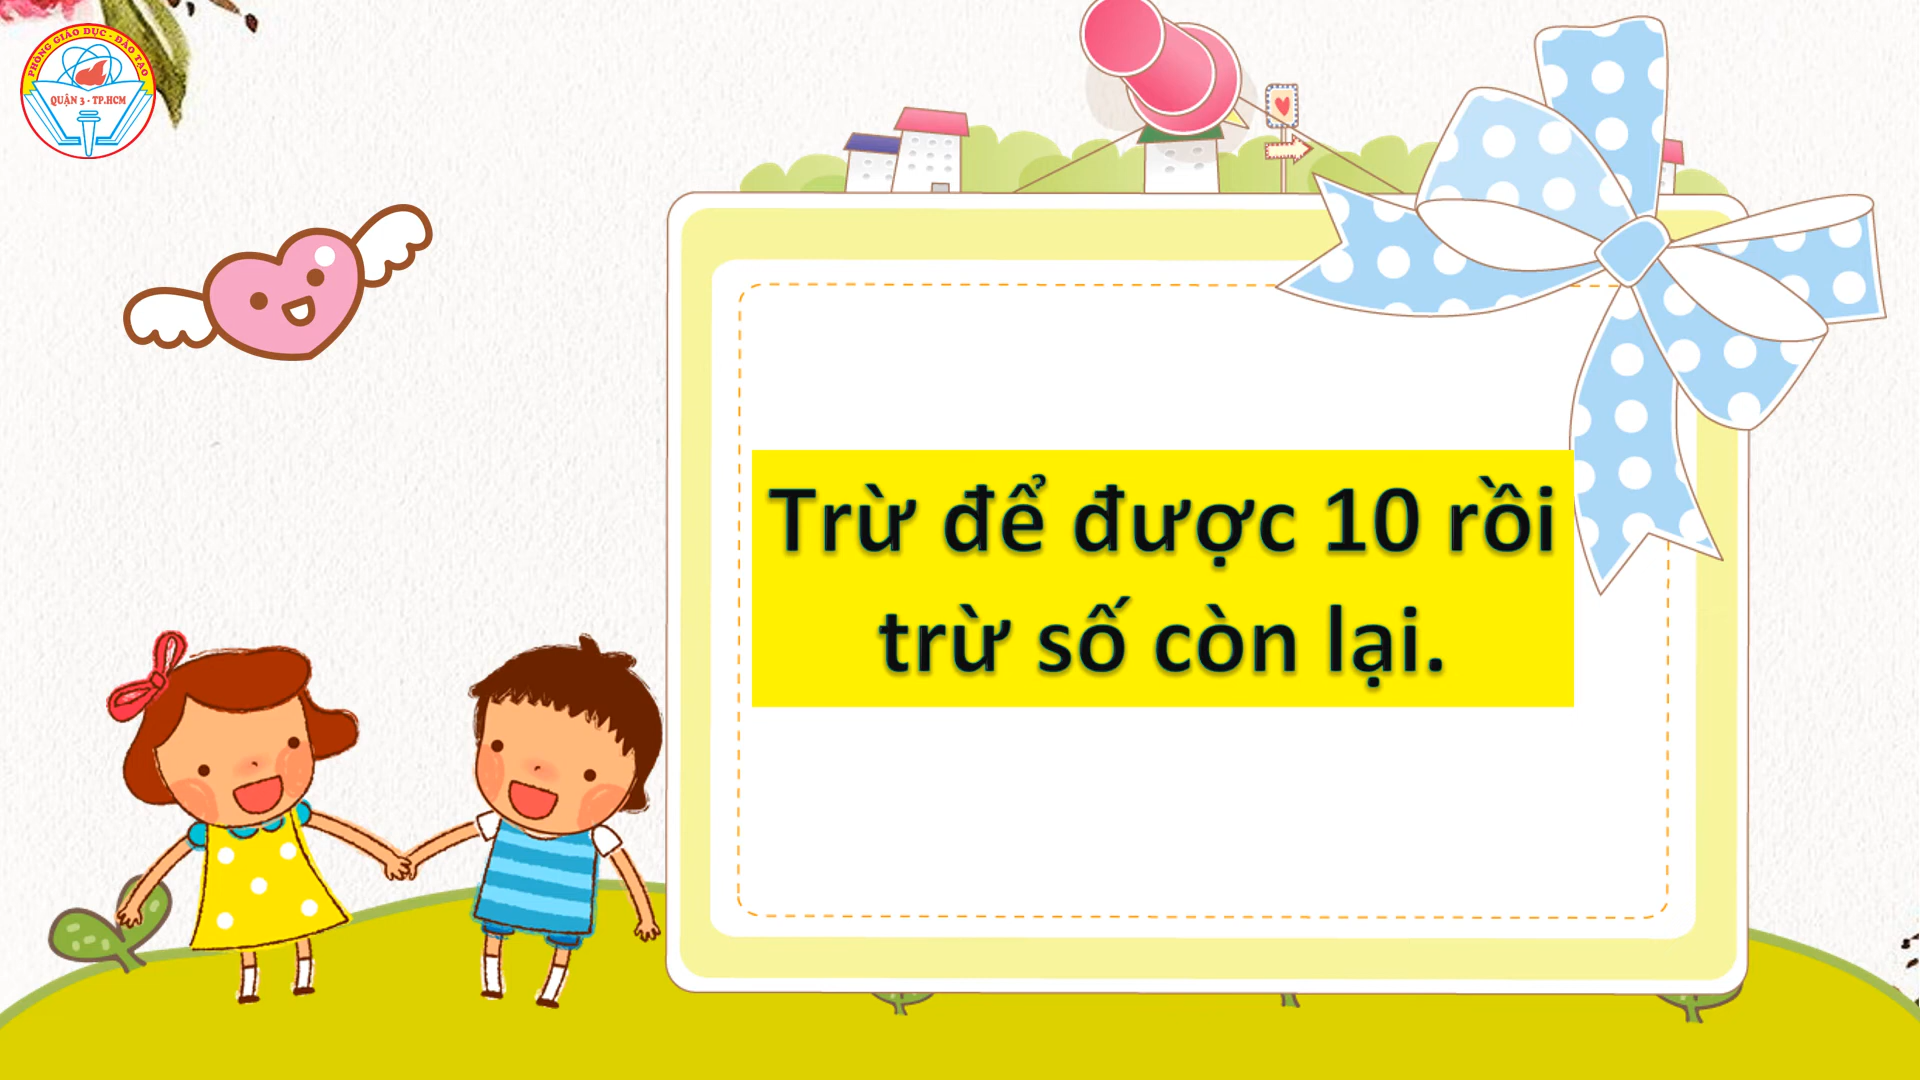 PHÒNG GIÁO DỤC - ĐÀO TẠO
QUẬN 3 - TP.HCM
Trừ để được 10 rồi
trừ số còn lại.